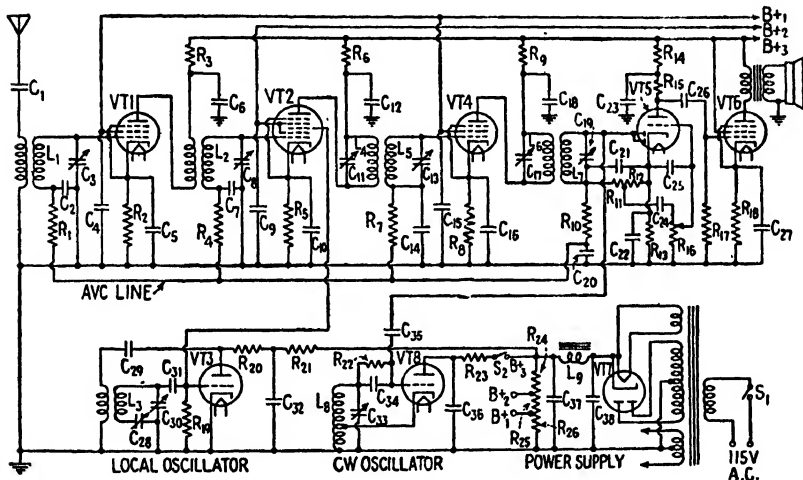 B+1
B+2
B+3
R3
R6
R9
R14
R15
C1
VT1
C6
VT2
C12
VT4
C18
C23
VT5
C26
VT6
L1
C3
L2
C8
C11
L5
C13
C17
C19
L7
C21
R12
C25
C2
C4
R2
C5
C7
C9
R5
C10
C15
R8
C16
R10
R11
C24
R1
R4
R7
C14
C22
R13
R16
R17
R18
C27
C20
AVC LINE
C35
R24
C29
VT3
R20
R21
R22
VT8
R23
S2
B+3
L9
VT7
C31
L3
C30
C28
R19
C32
L8
C34
C33
C36
B+2
B+1
R25
R26
C37
C38
S1
LOCAL OSCILLATOR
CW OSCILLATOR
POWER SUPPLY
115V
A.C.